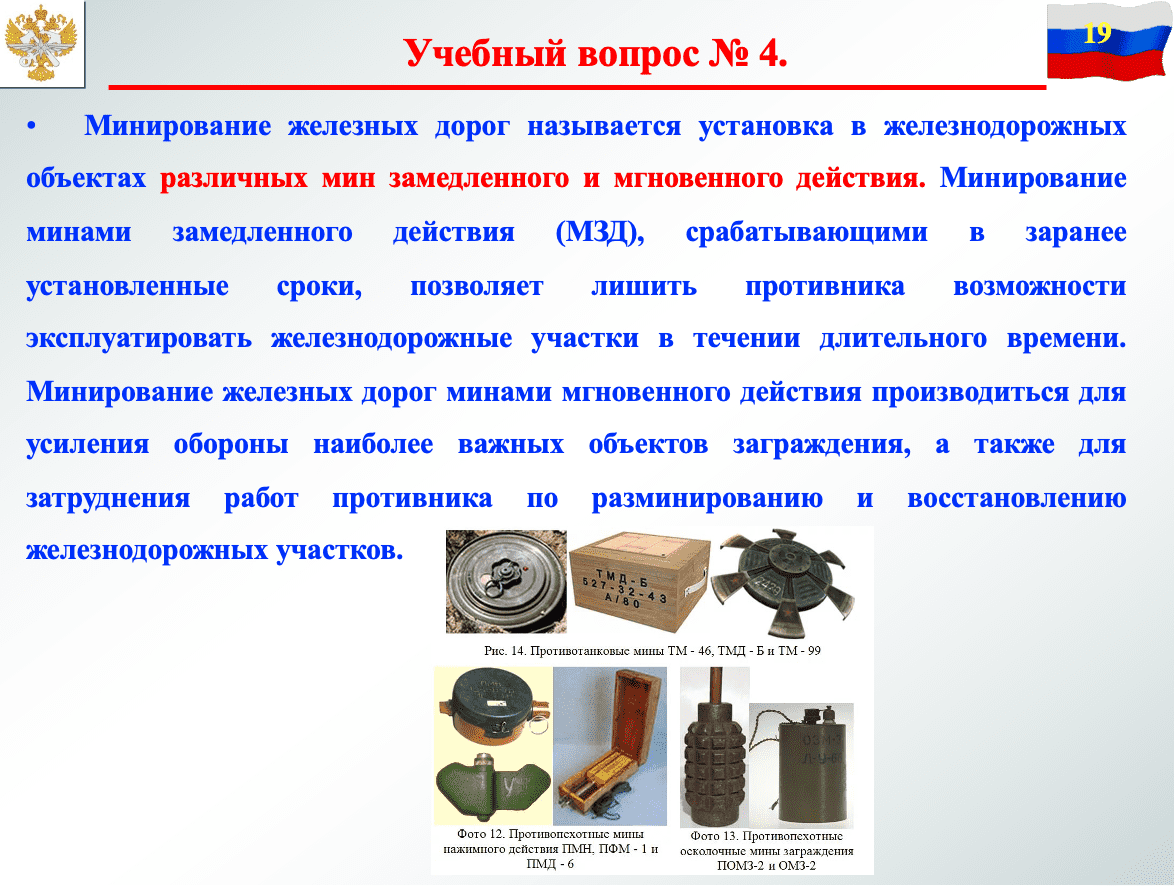 19
Учебный вопрос № 4.
• Минирование железных дорог называется установка в железнодорожных
объектах различных мин замедленного и мгновенного действия. Минирование
минами замедленного действия (МЗД), срабатывающими в заранее
установленные сроки, позволяет лишить противника возможности
эксплуатировать железнодорожные участки в течении длительного времени.
Минирование железных дорог минами мгновенного действия производиться для
усиления обороны наиболее важных объектов заграждения, а также для
затруднения работ противника по разминированию и восстановлению
железнодорожных участков.
ТМД-Б
527-32-43
А/80
Рис. 14. Противотанковые мины ТМ - 46, ТМД - Б и ТМ - 99
Фото 12. Противопехотные мины
нажимного действия ПМН, ПФМ - 1 и
ПМД - 6
Фото 13. Противопехотные
осколочные мины заграждения
ПОМЗ-2 и ОМЗ-2